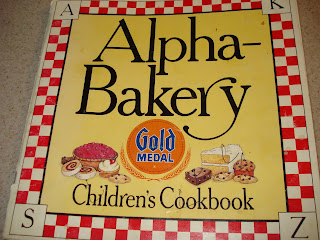 A K
Alpha-
Bakery
Gold
MEDAL
Children's Cookbook
S Z